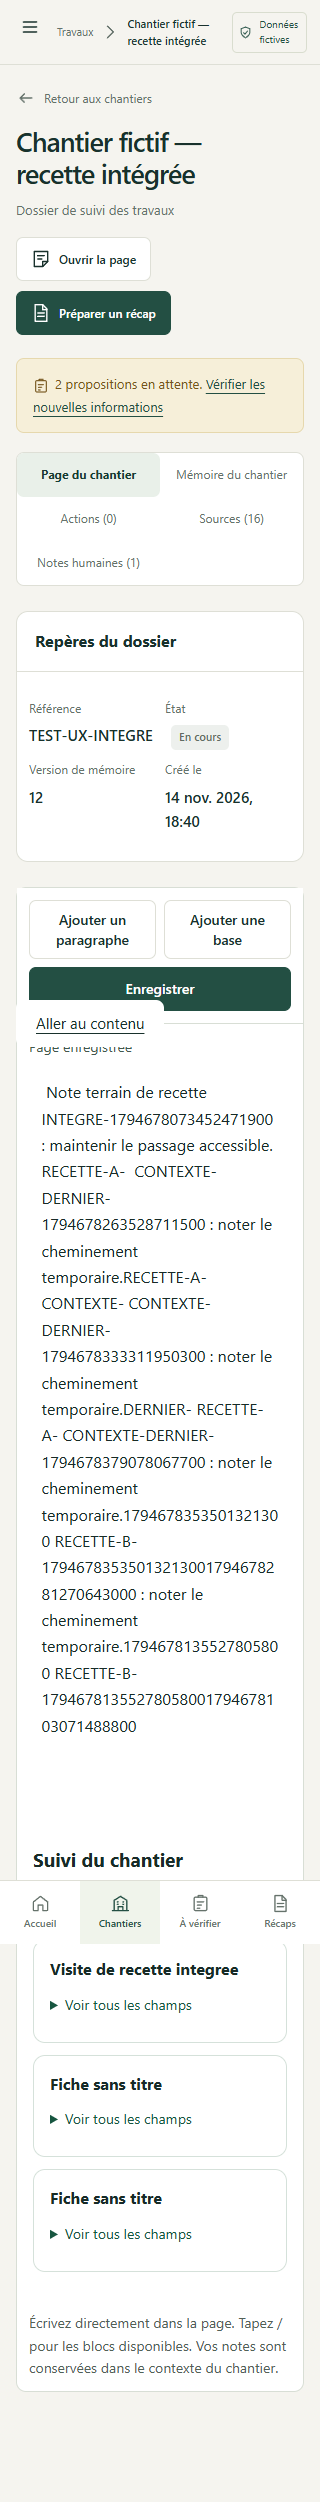 Travaux
Chantier fictif —
recette intégrée
Données
fictives
Retour aux chantiers
Chantier fictif —
recette intégrée
Dossier de suivi des travaux
Ouvrir la page
Préparer un récap
2 propositions en attente. Vérifier les
nouvelles informations
Page du chantier
Mémoire du chantier
Actions (0)
Sources (16)
Notes humaines (1)
Repères du dossier
Référence
État
TEST-UX-INTEGRE
En cours
Version de mémoire
Créé le
12
14 nov. 2026,
18:40
Ajouter un
paragraphe
Ajouter une
base
Enregistrer
Aller au contenu
Page enregistrée
Note terrain de recette
INTEGRE-1794678073452471900
: maintenir le passage accessible.
RECETTE-A-  CONTEXTE-
DERNIER-
1794678263528711500 : noter le
cheminement
temporaire.RECETTE-A-
CONTEXTE- CONTEXTE-
DERNIER-
1794678333311950300 : noter le
cheminement
temporaire.DERNIER- RECETTE-
A- CONTEXTE-DERNIER-
1794678379078067700 : noter le
cheminement
temporaire.179467835350132130
0 RECETTE-B-
179467835350132130017946782
81270643000 : noter le
cheminement
temporaire.179467813552780580
0 RECETTE-B-
179467813552780580017946781
03071488800
Suivi du chantier
Accueil
Chantiers
À vérifier
Récaps
Visite de recette integree
Voir tous les champs
Fiche sans titre
Voir tous les champs
Fiche sans titre
Voir tous les champs
Écrivez directement dans la page. Tapez /
pour les blocs disponibles. Vos notes sont
conservées dans le contexte du chantier.